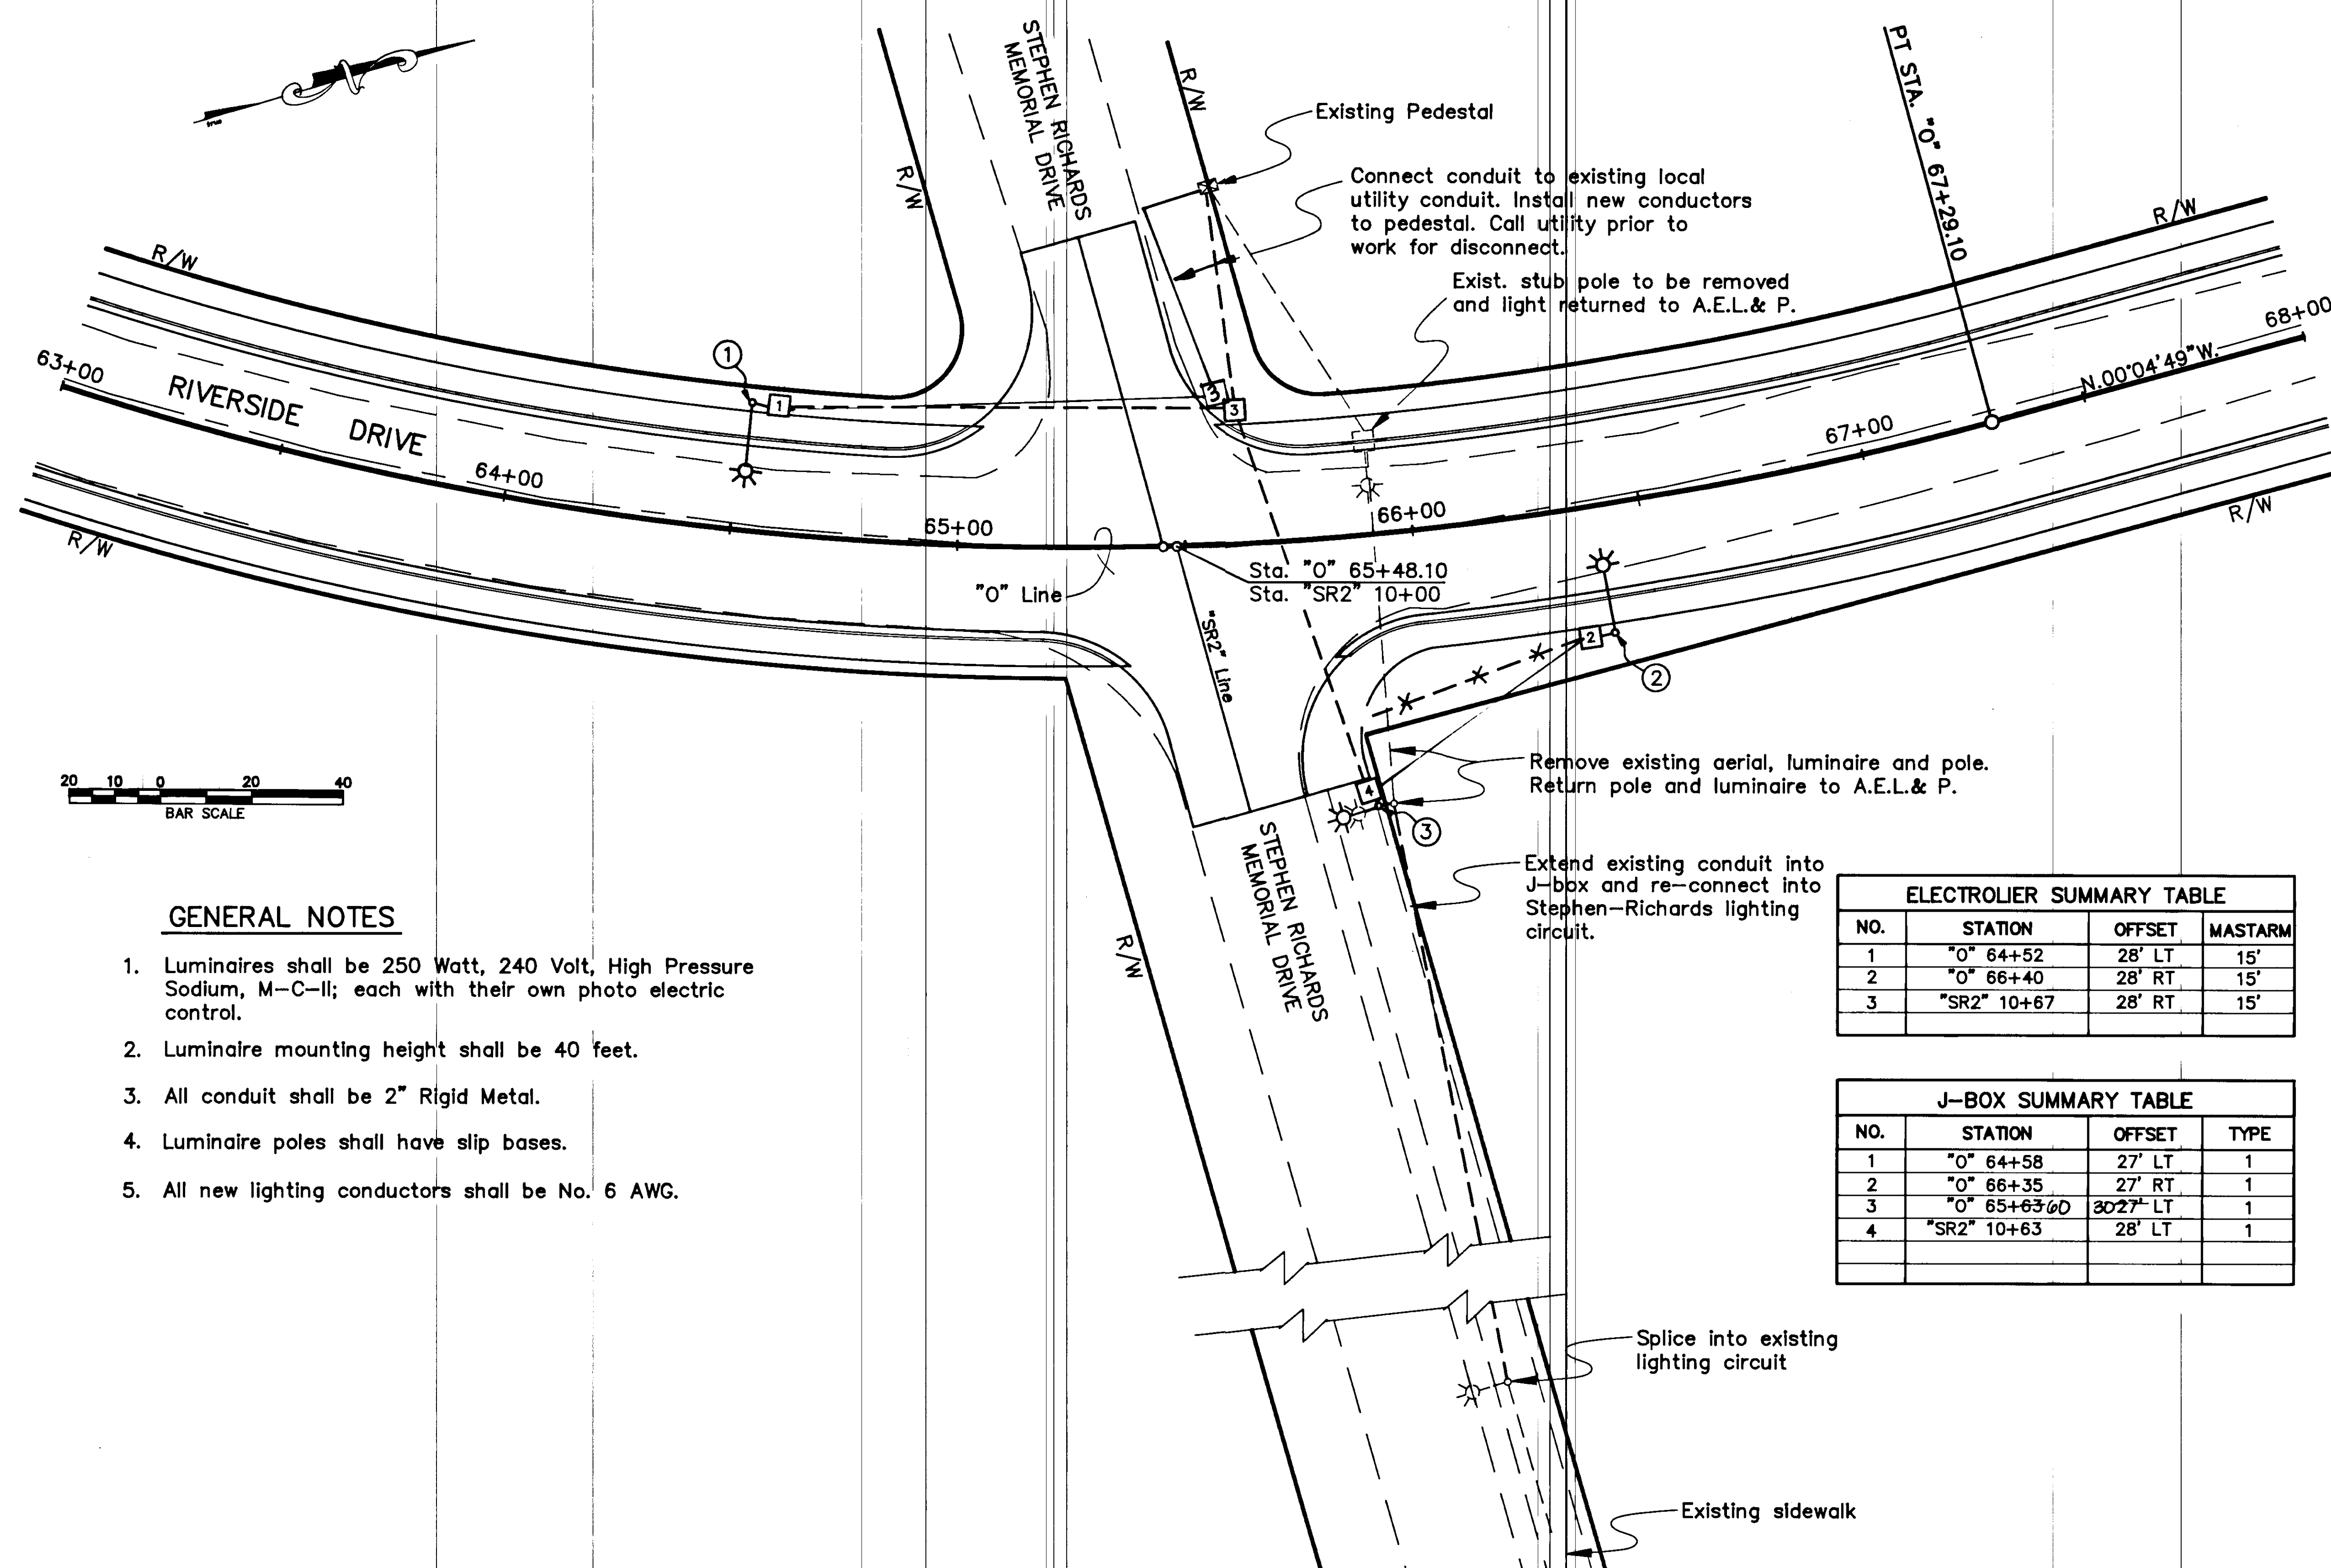 STEPHEN RICHARDS
MEMORIAL DRIVE
R/W
R/W
Existing Pedestal
Connect conduit to existing local
utility conduit. Install new conductors
to pedestal. Call utility prior to
work for disconnect.
Exist. stub pole to be removed
and light returned to A.E.L.& P.
PT STA. "O" 67+29.10
R/W
R/W
63+00
RIVERSIDE DRIVE
64+00
65+00
66+00
67+00
68+00
N.00°04'49"W.
1
1
3
3
R/W
R/W
"O" Line
Sta. "O" 65+48.10
Sta. "SR2" 10+00
"SR2" Line
2
2
4
3
Remove existing aerial, luminaire and pole.
Return pole and luminaire to A.E.L.& P.
20 10 0 20 40
BAR SCALE
STEPHEN RICHARDS
MEMORIAL DRIVE
R/W
Extend existing conduit into
J-box and re-connect into
Stephen-Richards lighting
circuit.
GENERAL NOTES
1. Luminaires shall be 250 Watt, 240 Volt, High Pressure
Sodium, M-C-II; each with their own photo electric
control.
2. Luminaire mounting height shall be 40 feet.
3. All conduit shall be 2" Rigid Metal.
4. Luminaire poles shall have slip bases.
5. All new lighting conductors shall be No. 6 AWG.
ELECTROLIER SUMMARY TABLE
NO. STATION OFFSET MASTARM
1 "O" 64+52 28' LT 15'
2 "O" 66+40 28' RT 15'
3 "SR2" 10+67 28' RT 15'
J-BOX SUMMARY TABLE
NO. STATION OFFSET TYPE
1 "O" 64+58 27' LT 1
2 "O" 66+35 27' RT 1
3 "O" 65+63 60 30 27' LT 1
4 "SR2" 10+63 28' LT 1
Splice into existing
lighting circuit
Existing sidewalk